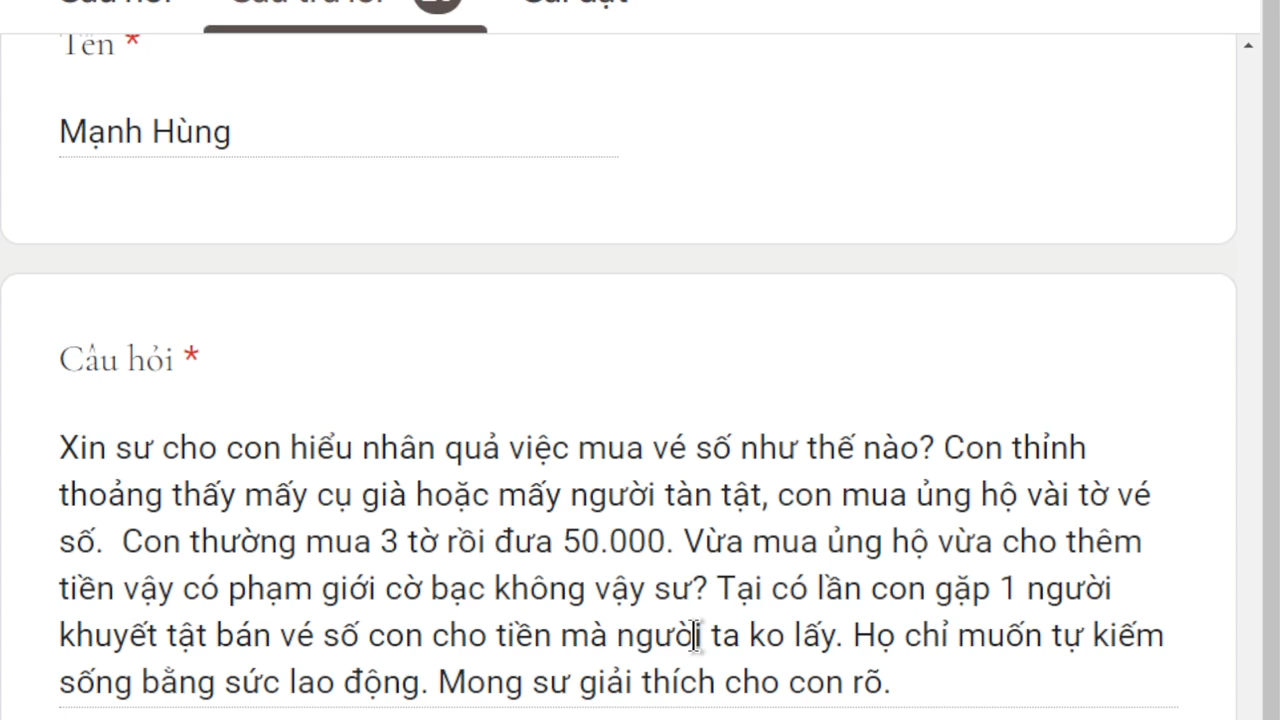 Tên *
Mạnh Hùng
Câu hỏi *
Xin sư cho con hiểu nhân quả việc mua vé số như thế nào? Con thỉnh
thoảng thấy mấy cụ già hoặc mấy người tàn tật, con mua ủng hộ vài tờ vé
số.  Con thường mua 3 tờ rồi đưa 50.000. Vừa mua ủng hộ vừa cho thêm
tiền vậy có phạm giới cờ bạc không vậy sư? Tại có lần con gặp 1 người
khuyết tật bán vé số con cho tiền mà người ta ko lấy. Họ chỉ muốn tự kiếm
sống bằng sức lao động. Mong sư giải thích cho con rõ.